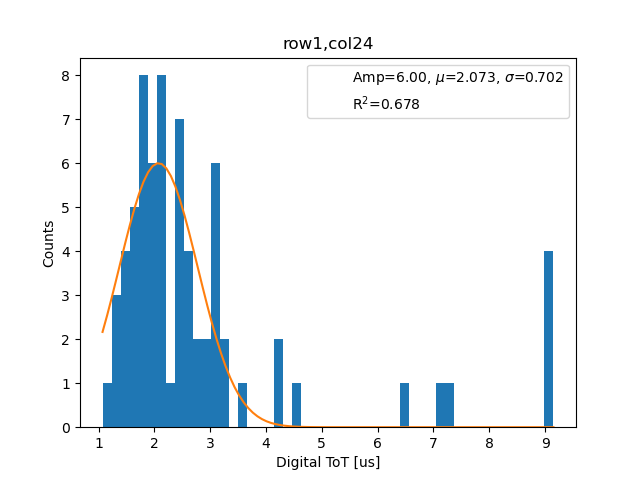 row1,col24
Amp=6.00, μ=2.073, σ=0.702
R²=0.678
8
7
6
5
4
3
2
1
0
Counts
1 2 3 4 5 6 7 8 9
Digital ToT [us]